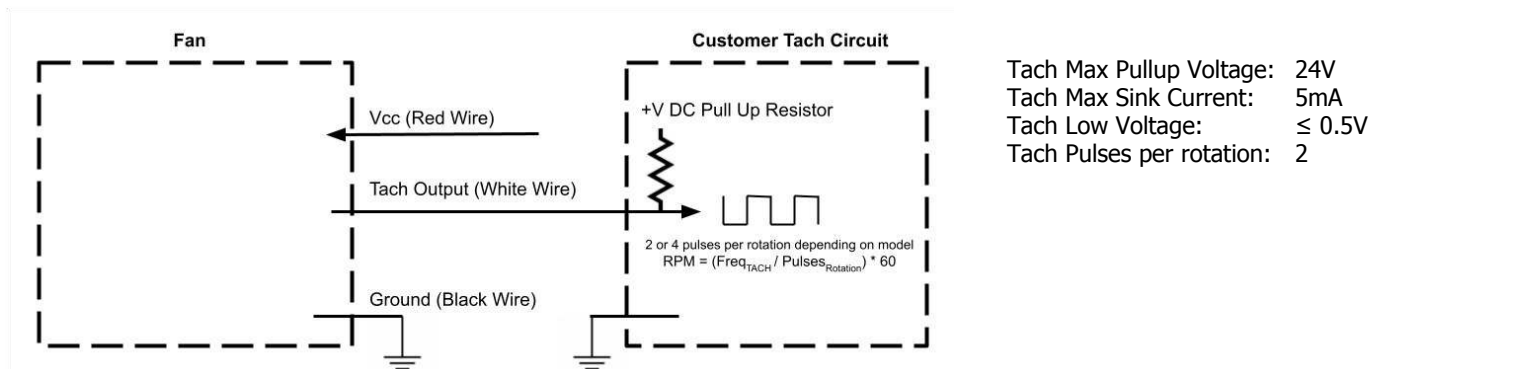 Fan
Customer Tach Circuit
Vcc (Red Wire)
+V DC Pull Up Resistor
Tach Output (White Wire)
2 or 4 pulses per rotation depending on model
RPM = (FreqTACH / PulsesRotation) * 60
Ground (Black Wire)
Tach Max Pullup Voltage: 24V
Tach Max Sink Current: 5mA
Tach Low Voltage: ≤ 0.5V
Tach Pulses per rotation: 2